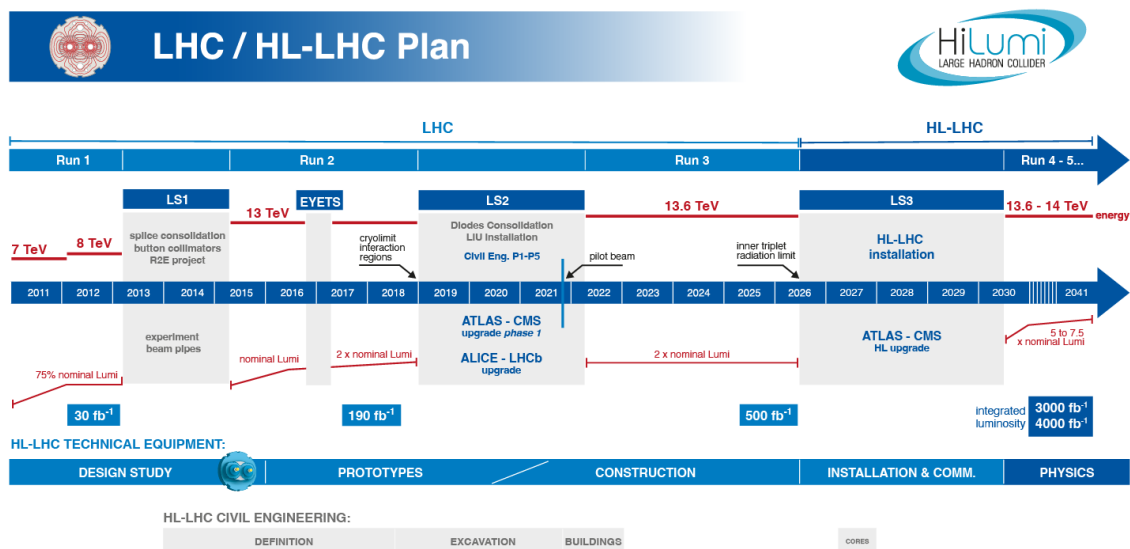 LHC / HL-LHC Plan
HiLumi
LARGE HADRON COLLIDER
LHC
HL-LHC
Run 1
Run 2
Run 3
Run 4 - 5...
LS1
EYETS
LS2
LS3
13 TeV
13.6 TeV
13.6 - 14 TeV
energy
7 TeV
8 TeV
splice consolidation
button collimators
R2E project
cryolimit
interaction
regions
Diodes Consolidation
LIU Installation
Civil Eng. P1-P5
pilot beam
inner triplet
radiation limit
HL-LHC
installation
2011 2012 2013 2014 2015 2016 2017 2018 2019 2020 2021 2022 2023 2024 2025 2026 2027 2028 2029 2030 2041
experiment
beam pipes
ATLAS - CMS
upgrade phase 1
ALICE - LHCb
upgrade
ATLAS - CMS
HL upgrade
5 to 7.5
x nominal Lumi
75% nominal Lumi
nominal Lumi
2 x nominal Lumi
2 x nominal Lumi
30 fb⁻¹
190 fb⁻¹
500 fb⁻¹
integrated
luminosity
3000 fb⁻¹
4000 fb⁻¹
HL-LHC TECHNICAL EQUIPMENT:
DESIGN STUDY
PROTOTYPES
CONSTRUCTION
INSTALLATION & COMM.
PHYSICS
HL-LHC CIVIL ENGINEERING:
DEFINITION
EXCAVATION
BUILDINGS
CORES